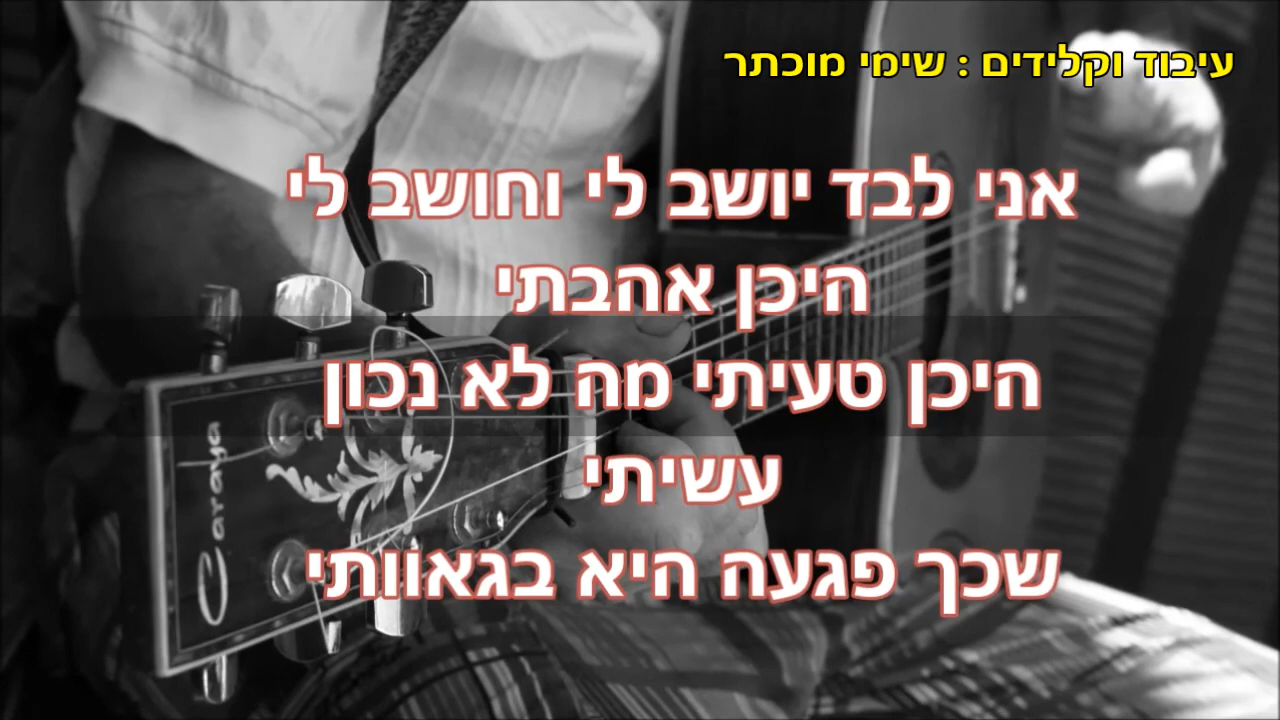 עיבוד וקלידים : שימי מוכתר
אני לבד יושב לי וחושב לי
היכן אהבתי
היכן טעיתי מה לא נכון
עשיתי
שכך פגעה היא בגאוותי
Caraya